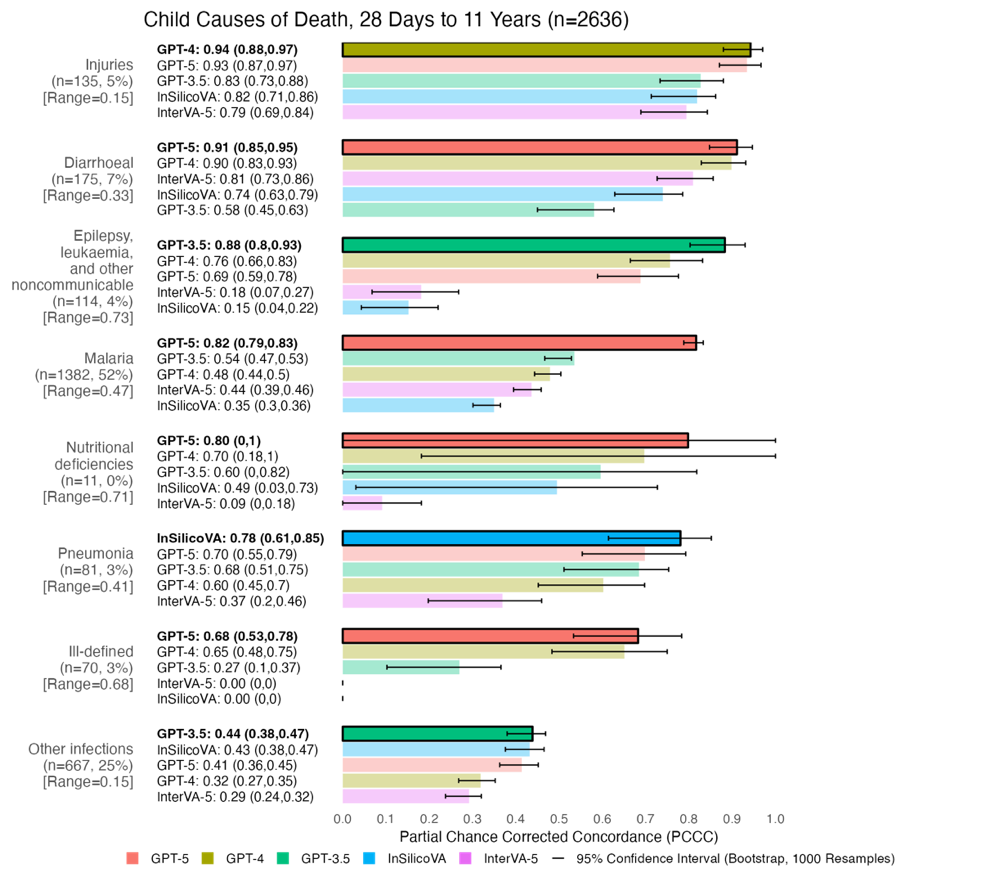 Child Causes of Death, 28 Days to 11 Years (n=2636)
Injuries
(n=135, 5%)
[Range=0.15]
GPT-4: 0.94 (0.88,0.97)
GPT-5: 0.93 (0.87,0.97)
GPT-3.5: 0.83 (0.73,0.88)
InSilicoVA: 0.82 (0.71,0.86)
InterVA-5: 0.79 (0.69,0.84)
Diarrhoeal
(n=175, 7%)
[Range=0.33]
GPT-5: 0.91 (0.85,0.95)
GPT-4: 0.90 (0.83,0.93)
InterVA-5: 0.81 (0.73,0.86)
InSilicoVA: 0.74 (0.63,0.79)
GPT-3.5: 0.58 (0.45,0.63)
Epilepsy,
leukaemia,
and other
noncommunicable
(n=114, 4%)
[Range=0.73]
GPT-3.5: 0.88 (0.8,0.93)
GPT-4: 0.76 (0.66,0.83)
GPT-5: 0.69 (0.59,0.78)
InterVA-5: 0.18 (0.07,0.27)
InSilicoVA: 0.15 (0.04,0.22)
Malaria
(n=1382, 52%)
[Range=0.47]
GPT-5: 0.82 (0.79,0.83)
GPT-3.5: 0.54 (0.47,0.53)
GPT-4: 0.48 (0.44,0.5)
InterVA-5: 0.44 (0.39,0.46)
InSilicoVA: 0.35 (0.3,0.36)
Nutritional
deficiencies
(n=11, 0%)
[Range=0.71]
GPT-5: 0.80 (0,1)
GPT-4: 0.70 (0.18,1)
GPT-3.5: 0.60 (0,0.82)
InSilicoVA: 0.49 (0.03,0.73)
InterVA-5: 0.09 (0,0.18)
Pneumonia
(n=81, 3%)
[Range=0.41]
InSilicoVA: 0.78 (0.61,0.85)
GPT-5: 0.70 (0.55,0.79)
GPT-3.5: 0.68 (0.51,0.75)
GPT-4: 0.60 (0.45,0.7)
InterVA-5: 0.37 (0.2,0.46)
Ill-defined
(n=70, 3%)
[Range=0.68]
GPT-5: 0.68 (0.53,0.78)
GPT-4: 0.65 (0.48,0.75)
GPT-3.5: 0.27 (0.1,0.37)
InterVA-5: 0.00 (0,0)
InSilicoVA: 0.00 (0,0)
Other infections
(n=667, 25%)
[Range=0.15]
GPT-3.5: 0.44 (0.38,0.47)
InSilicoVA: 0.43 (0.38,0.47)
GPT-5: 0.41 (0.36,0.45)
GPT-4: 0.32 (0.27,0.35)
InterVA-5: 0.29 (0.24,0.32)
0.0 0.1 0.2 0.3 0.4 0.5 0.6 0.7 0.8 0.9 1.0
Partial Chance Corrected Concordance (PCCC)
GPT-5 GPT-4 GPT-3.5 InSilicoVA InterVA-5 95% Confidence Interval (Bootstrap, 1000 Resamples)